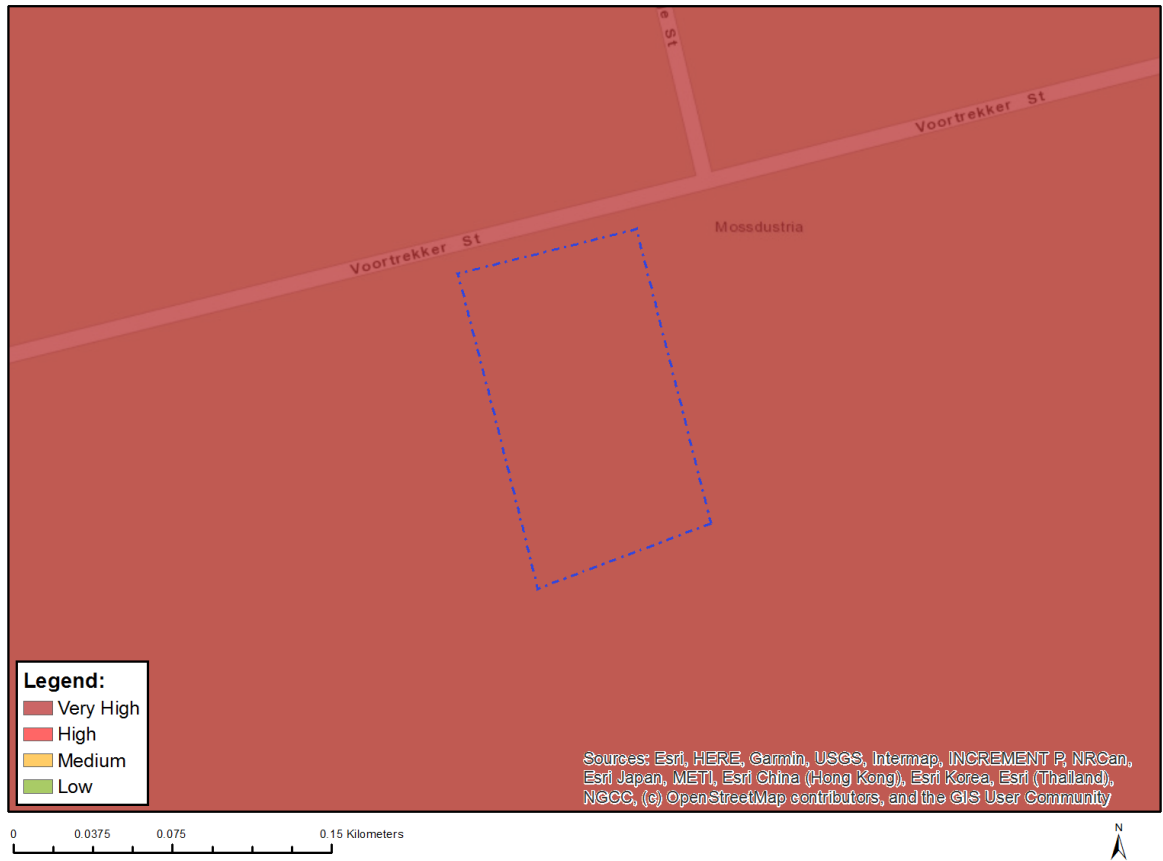 e St
Voortrekker St
Mossdustria
Voortrekker St
Legend:
Very High
High
Medium
Low
Sources: Esri, HERE, Garmin, USGS, Intermap, INCREMENT P, NRCan,
Esri Japan, METI, Esri China (Hong Kong), Esri Korea, Esri (Thailand),
NGCC, (c) OpenStreetMap contributors, and the GIS User Community
0 0.0375 0.075 0.15 Kilometers
N